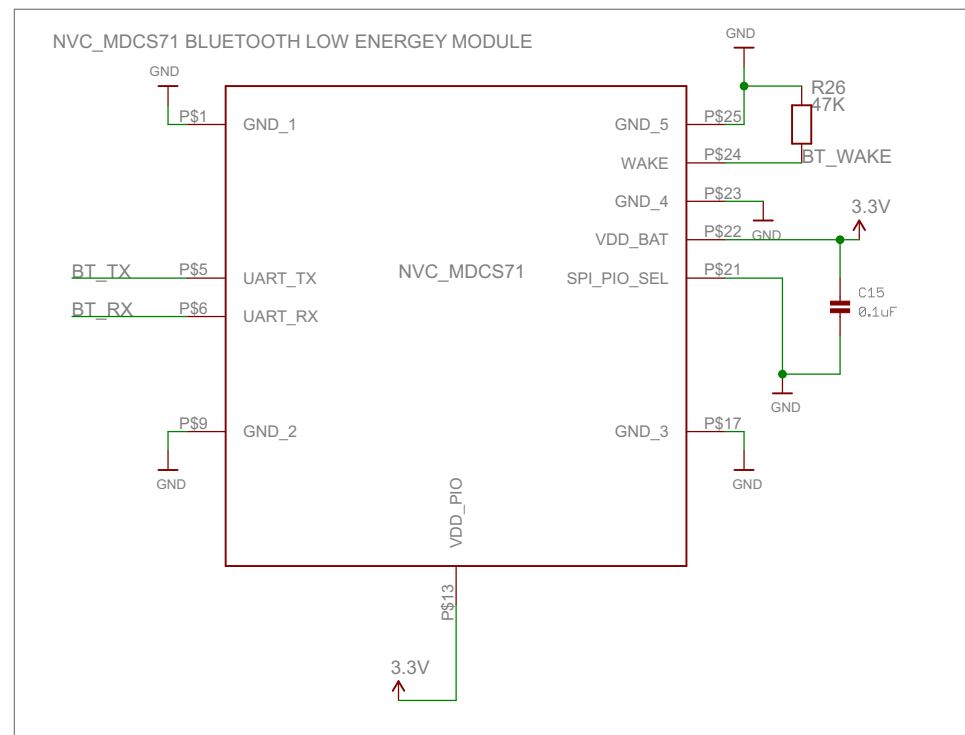 NVC_MDCS71 BLUETOOTH LOW ENERGEY MODULE
GND
GND
R26
47K
P$1
GND_1
GND_5
P$25
WAKE
P$24
BT_WAKE
GND_4
P$23
GND
3.3V
VDD_BAT
P$22
BT_TX
P$5
UART_TX
NVC_MDCS71
SPI_PIO_SEL
P$21
C15
0.1uF
BT_RX
P$6
UART_RX
GND
P$9
GND_2
GND_3
P$17
GND
GND
VDD_PIO
P$13
3.3V